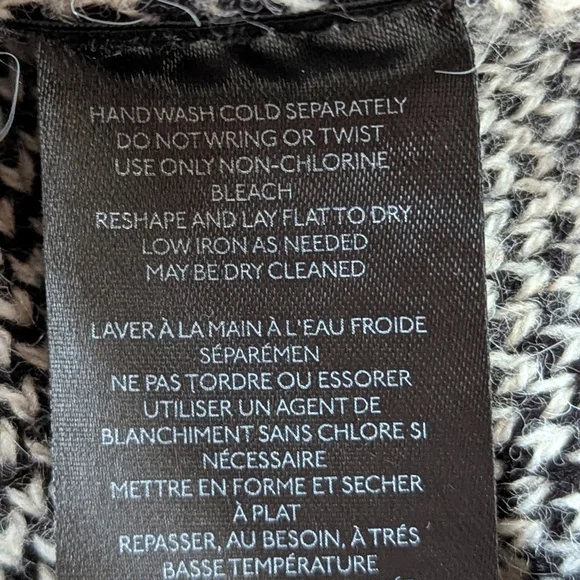 HAND WASH COLD SEPARATELY
DO NOT WRING OR TWIST
USE ONLY NON-CHLORINE
BLEACH
RESHAPE AND LAY FLAT TO DRY
LOW IRON AS NEEDED
MAY BE DRY CLEANED
LAVER À LA MAIN À L'EAU FROIDE
SÉPARÉMEN
NE PAS TORDRE OU ESSORER
UTILISER UN AGENT DE
BLANCHIMENT SANS CHLORE SI
NÉCESSAIRE
METTRE EN FORME ET SECHER
À PLAT
REPASSER, AU BESOIN, À TRÉS
BASSE TEMPÉRATURE